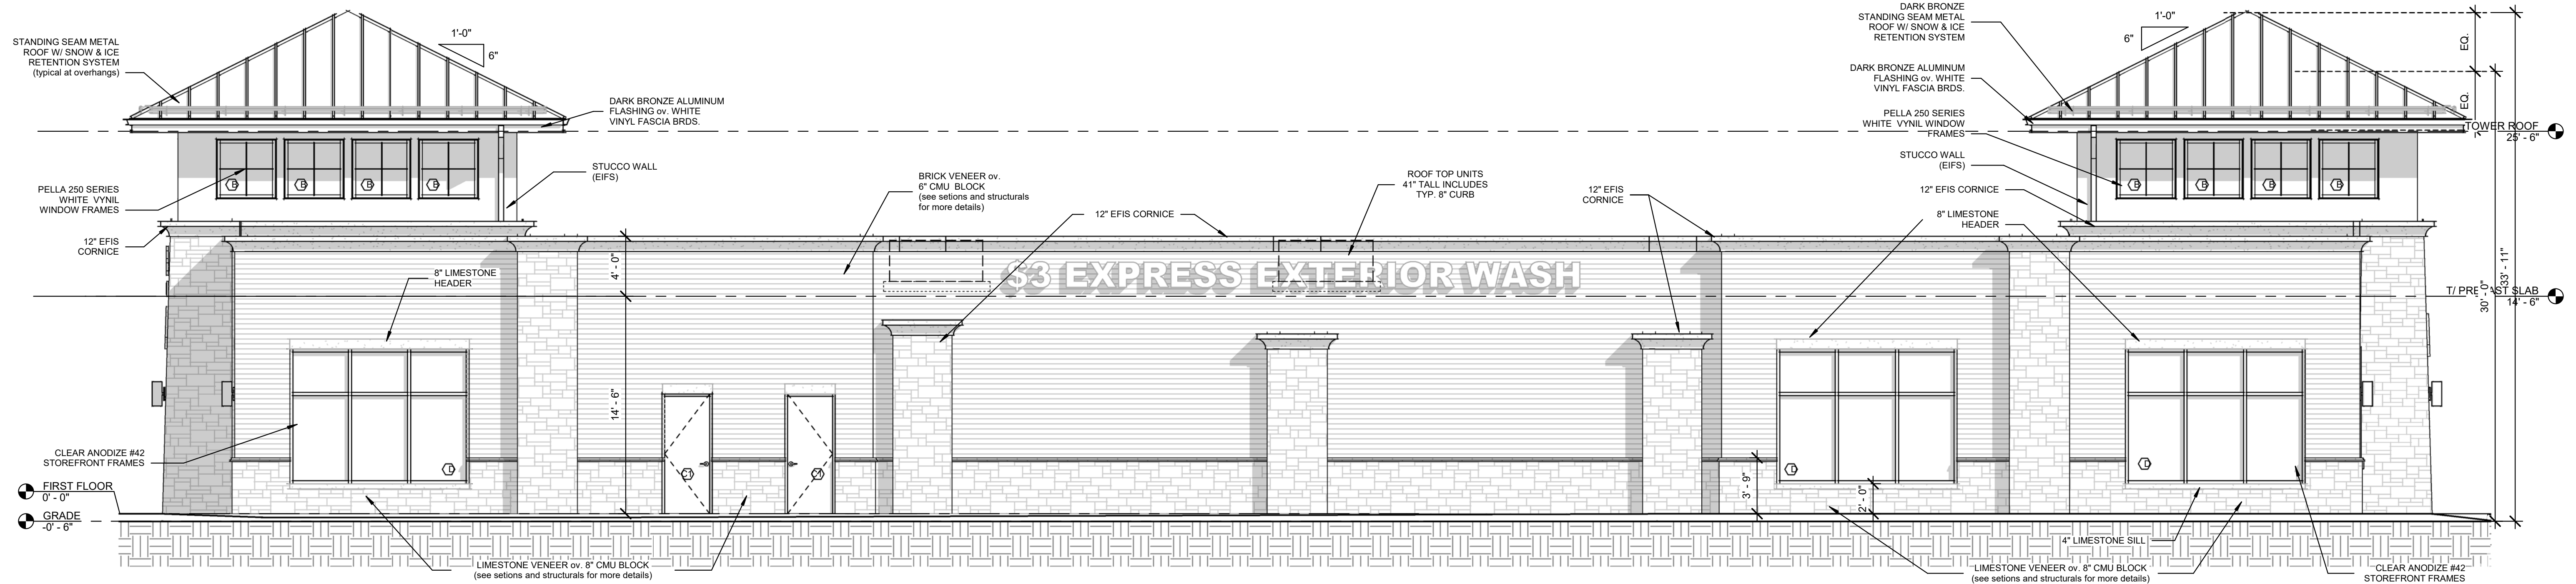 STANDING SEAM METAL
ROOF W/ SNOW & ICE
RETENTION SYSTEM
(typical at overhangs)
1'-0"
6"
DARK BRONZE ALUMINUM
FLASHING ov. WHITE
VINYL FASCIA BRDS.
STUCCO WALL
(EIFS)
PELLA 250 SERIES
WHITE VYNIL
WINDOW FRAMES
B
B
B
B
12" EFIS
CORNICE
8" LIMESTONE
HEADER
4' - 0"
14' - 6"
BRICK VENEER ov.
6" CMU BLOCK
(see setions and structurals
for more details)
12" EFIS CORNICE
ROOF TOP UNITS
41" TALL INCLUDES
TYP. 8" CURB
12" EFIS
CORNICE
$3 EXPRESS EXTERIOR WASH
DARK BRONZE
STANDING SEAM METAL
ROOF W/ SNOW & ICE
RETENTION SYSTEM
1'-0"
6"
DARK BRONZE ALUMINUM
FLASHING ov. WHITE
VINYL FASCIA BRDS.
PELLA 250 SERIES
WHITE VYNIL WINDOW
FRAMES
STUCCO WALL
(EIFS)
12" EFIS CORNICE
8" LIMESTONE
HEADER
B
B
B
B
EQ.
EQ.
TOWER ROOF
25' - 6"
33' - 11"
30' - 0"
T/ PRECAST SLAB
14' - 6"
CLEAR ANODIZE #42
STOREFRONT FRAMES
D
C1
C1
3' - 9"
2' - 0"
D
D
FIRST FLOOR
0' - 0"
GRADE
-0' - 6"
LIMESTONE VENEER ov. 8" CMU BLOCK
(see setions and structurals for more details)
4" LIMESTONE SILL
LIMESTONE VENEER ov. 8" CMU BLOCK
(see setions and structurals for more details)
CLEAR ANODIZE #42
STOREFRONT FRAMES